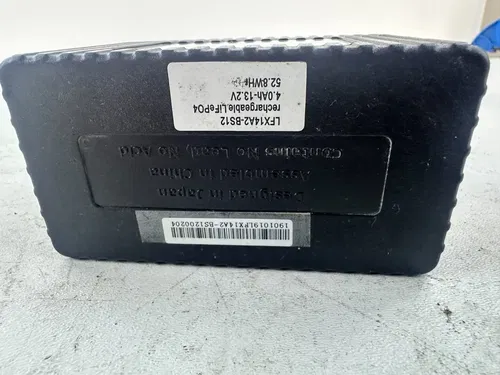 LFX14A2-BS12
rechargeable,LiFePO4
4.0Ah-13.2V
52.8WHr
Contains No Lead, No Acid
Assembled in China
Designed in Japan
1901019LFX14A2-BS1200204